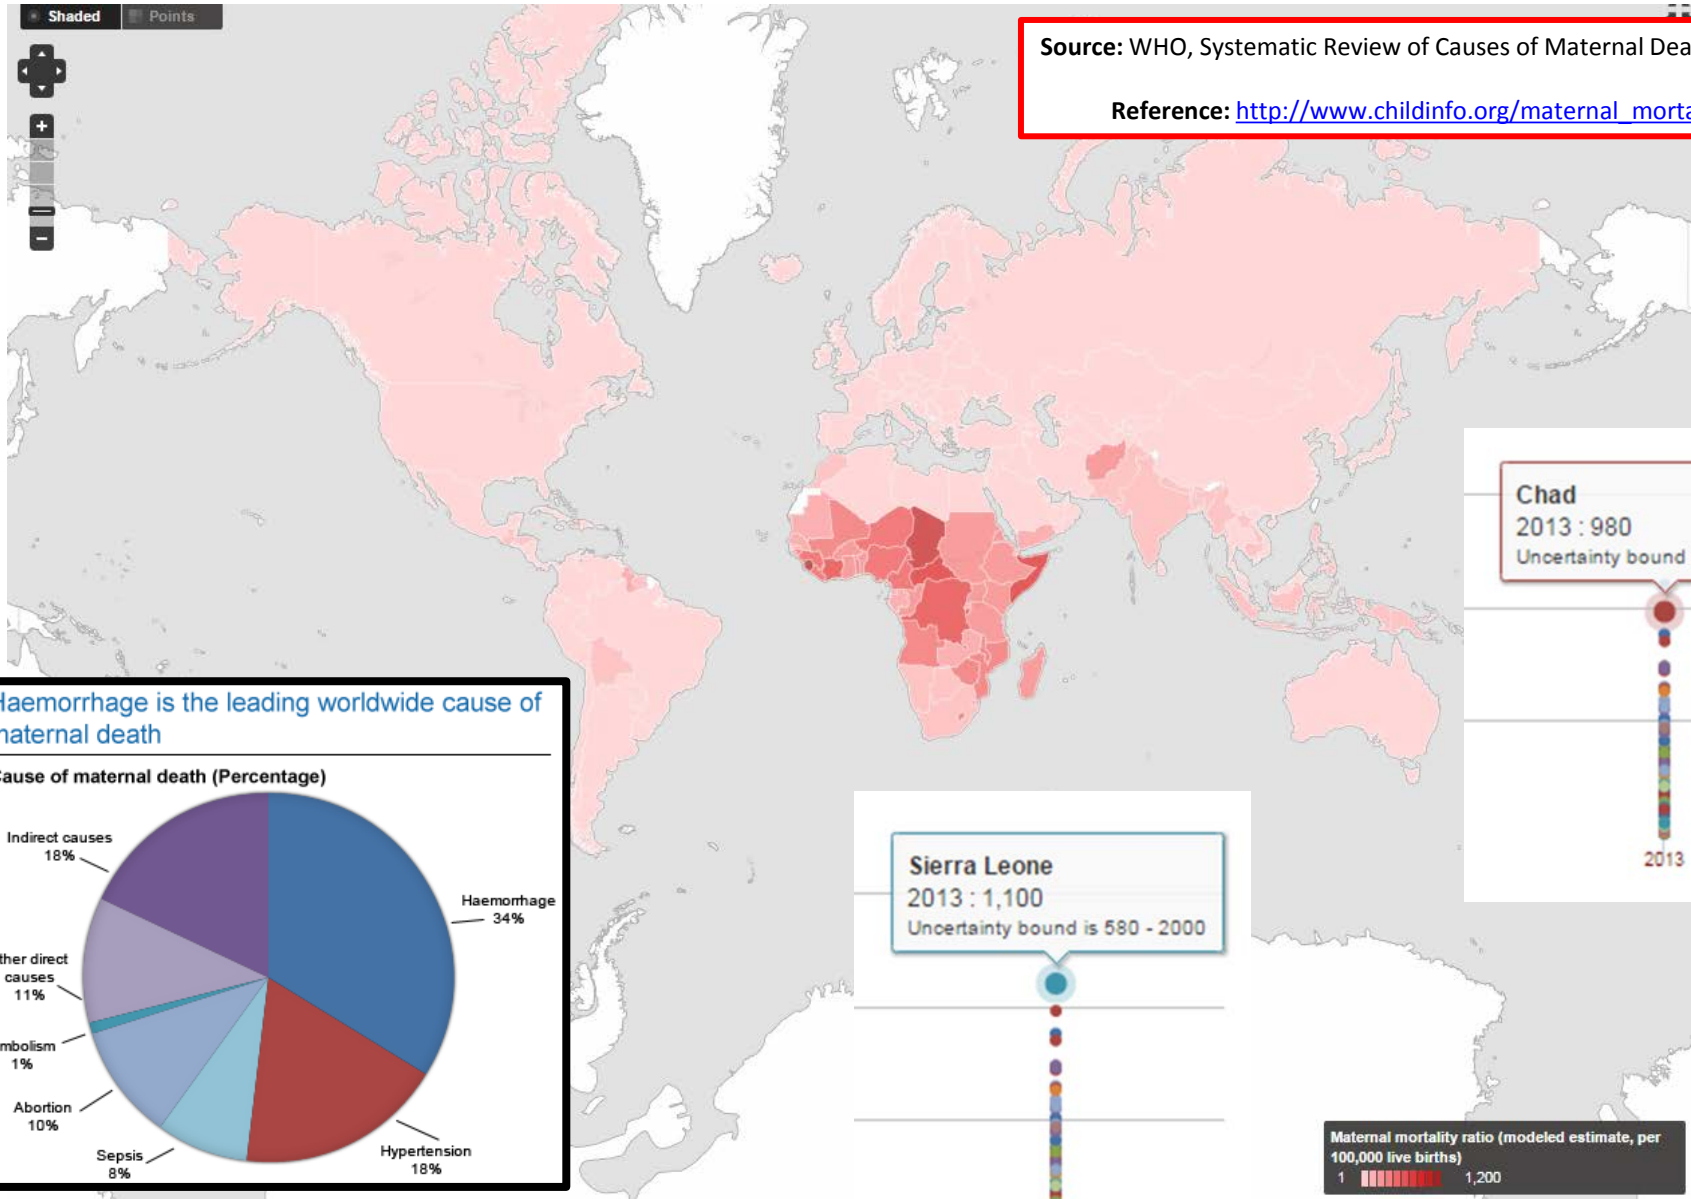 Shaded
Points
Source: WHO, Systematic Review of Causes of Maternal Dea
Reference: http://www.childinfo.org/maternal_morta
+
-
Chad
2013 : 980
Uncertainty bound
2013
Haemorrhage is the leading worldwide cause of
maternal death
Cause of maternal death (Percentage)
Indirect causes
18%
Haemorrhage
34%
ther direct
causes
11%
mbolism
1%
Abortion
10%
Sepsis
8%
Hypertension
18%
Sierra Leone
2013 : 1,100
Uncertainty bound is 580 - 2000
Maternal mortality ratio (modeled estimate, per
100,000 live births)
1 1,200